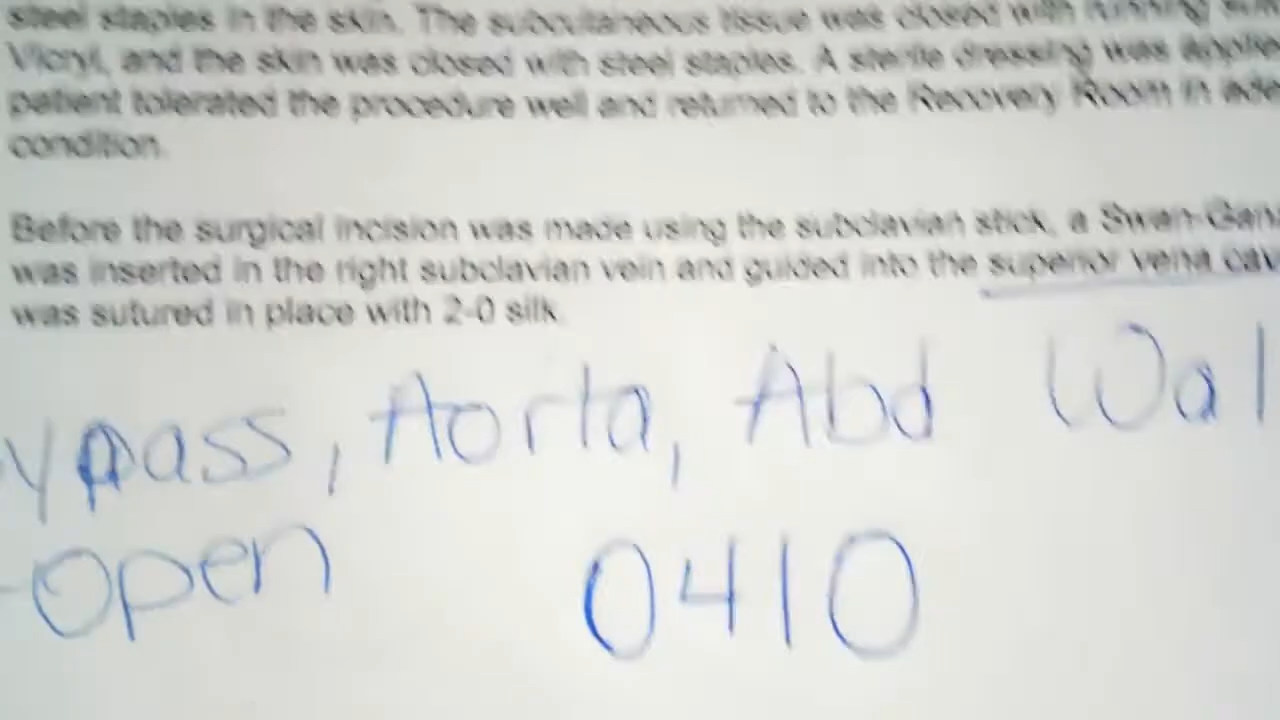 steel staples in the skin. The subcutaneous tissue was closed with running
Vicryl, and the skin was closed with steel staples. A sterile dressing was
patient tolerated the procedure well and returned to the Recovery Room in
condition.
Before the surgical incision was made using the subclavian stick, a Swan-Gan
was inserted in the right subclavian vein and guided into the superior vena cav
was sutured in place with 2-0 silk.
ypass, Aorta, Abd Wal
-Open 0410